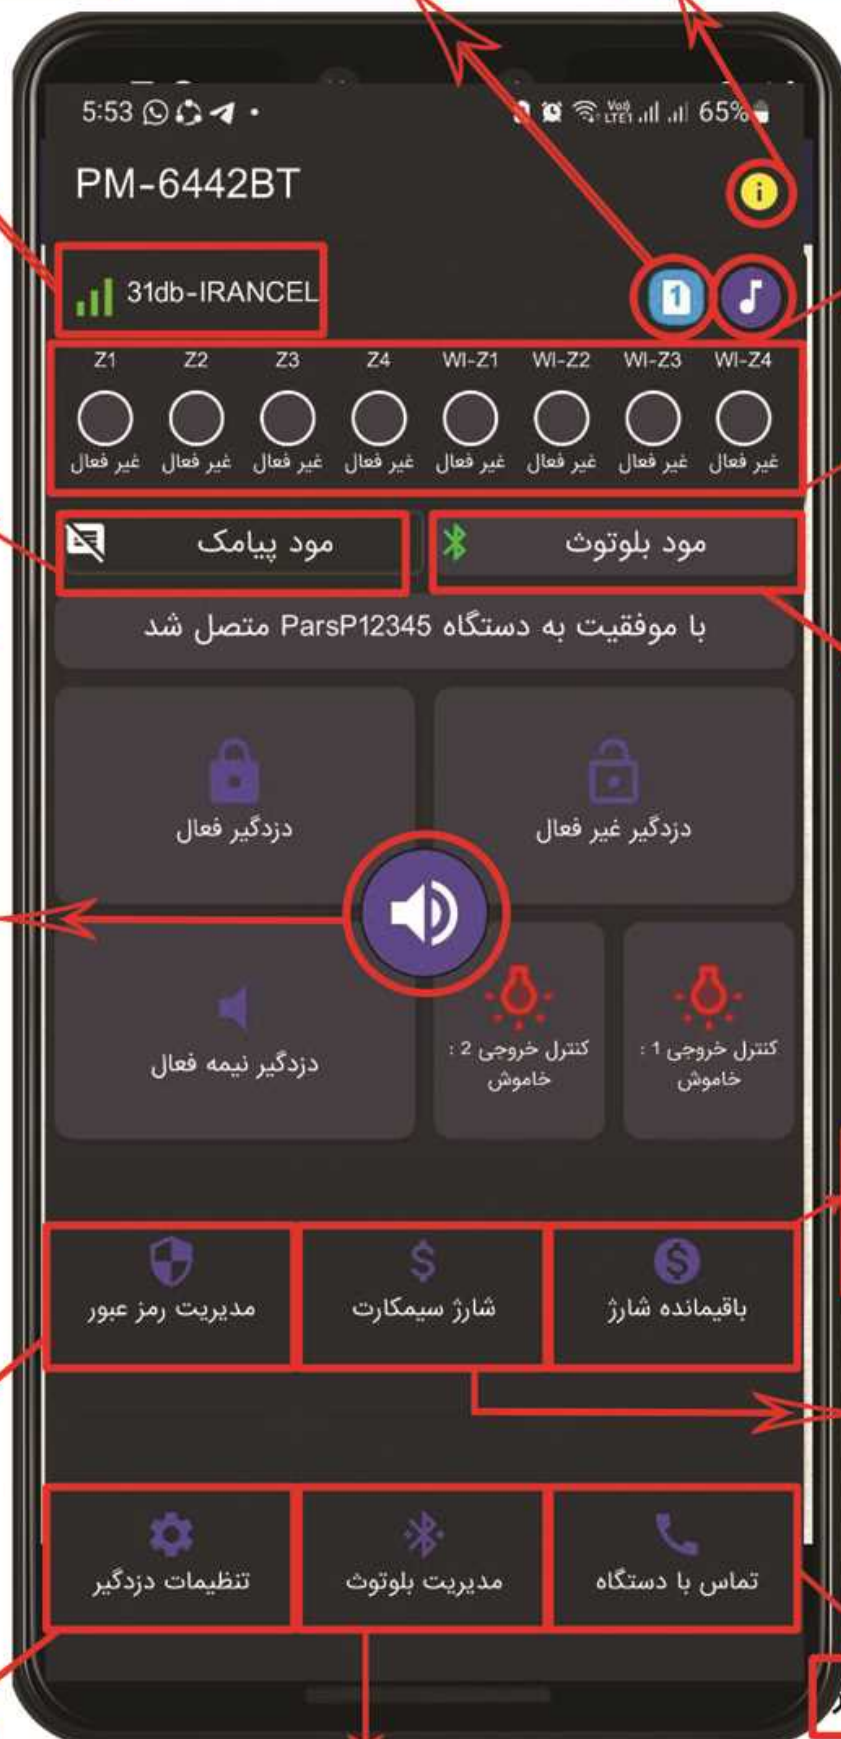 5:53 65%
PM-6442BT
31db-IRANCEL
Z1 Z2 Z3 Z4 WI-Z1 WI-Z2 WI-Z3 WI-Z4
غیر فعال غیر فعال غیر فعال غیر فعال غیر فعال غیر فعال غیر فعال غیر فعال
مود بلوتوث
مود پیامک
با موفقیت به دستگاه ParsP12345 متصل شد
دزدگیر غیر فعال
دزدگیر فعال
کنترل خروجی 1 :
خاموش
کنترل خروجی 2 :
خاموش
دزدگیر نیمه فعال
باقیمانده شارژ
شارژ سیمکارت
مدیریت رمز عبور
تماس با دستگاه
مدیریت بلوتوث
تنظیمات دزدگیر